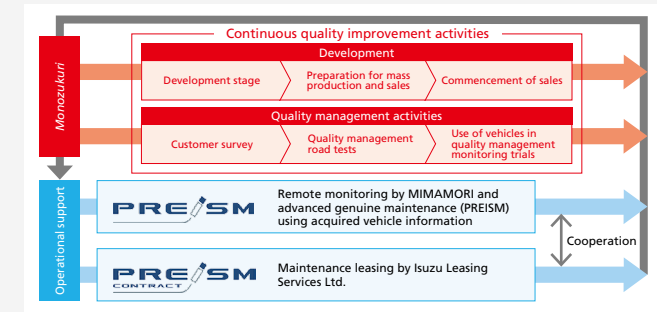 Continuous quality improvement activities
Monozukuri
Development
Development stage
Preparation for mass
production and sales
Commencement of sales
Quality management activities
Customer survey
Quality management
road tests
Use of vehicles in
quality management
monitoring trials
Operational support
PREISM
Remote monitoring by MIMAMORI and
advanced genuine maintenance (PREISM)
using acquired vehicle information
Cooperation
PREISM
CONTRACT
Maintenance leasing by Isuzu Leasing
Services Ltd.